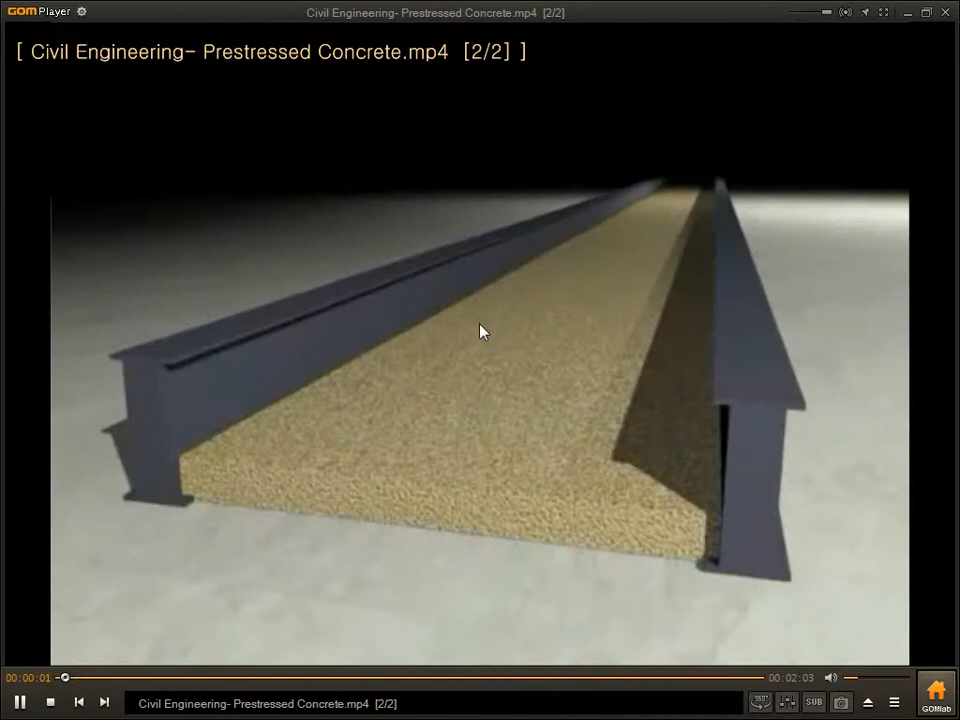 GOM Player
Civil Engineering- Prestressed Concrete.mp4 [2/2]
[ Civil Engineering- Prestressed Concrete.mp4 [2/2] ]
00:00:01
00:02:03
Civil Engineering- Prestressed Concrete.mp4 [2/2]
360°
SUB
GOMlab